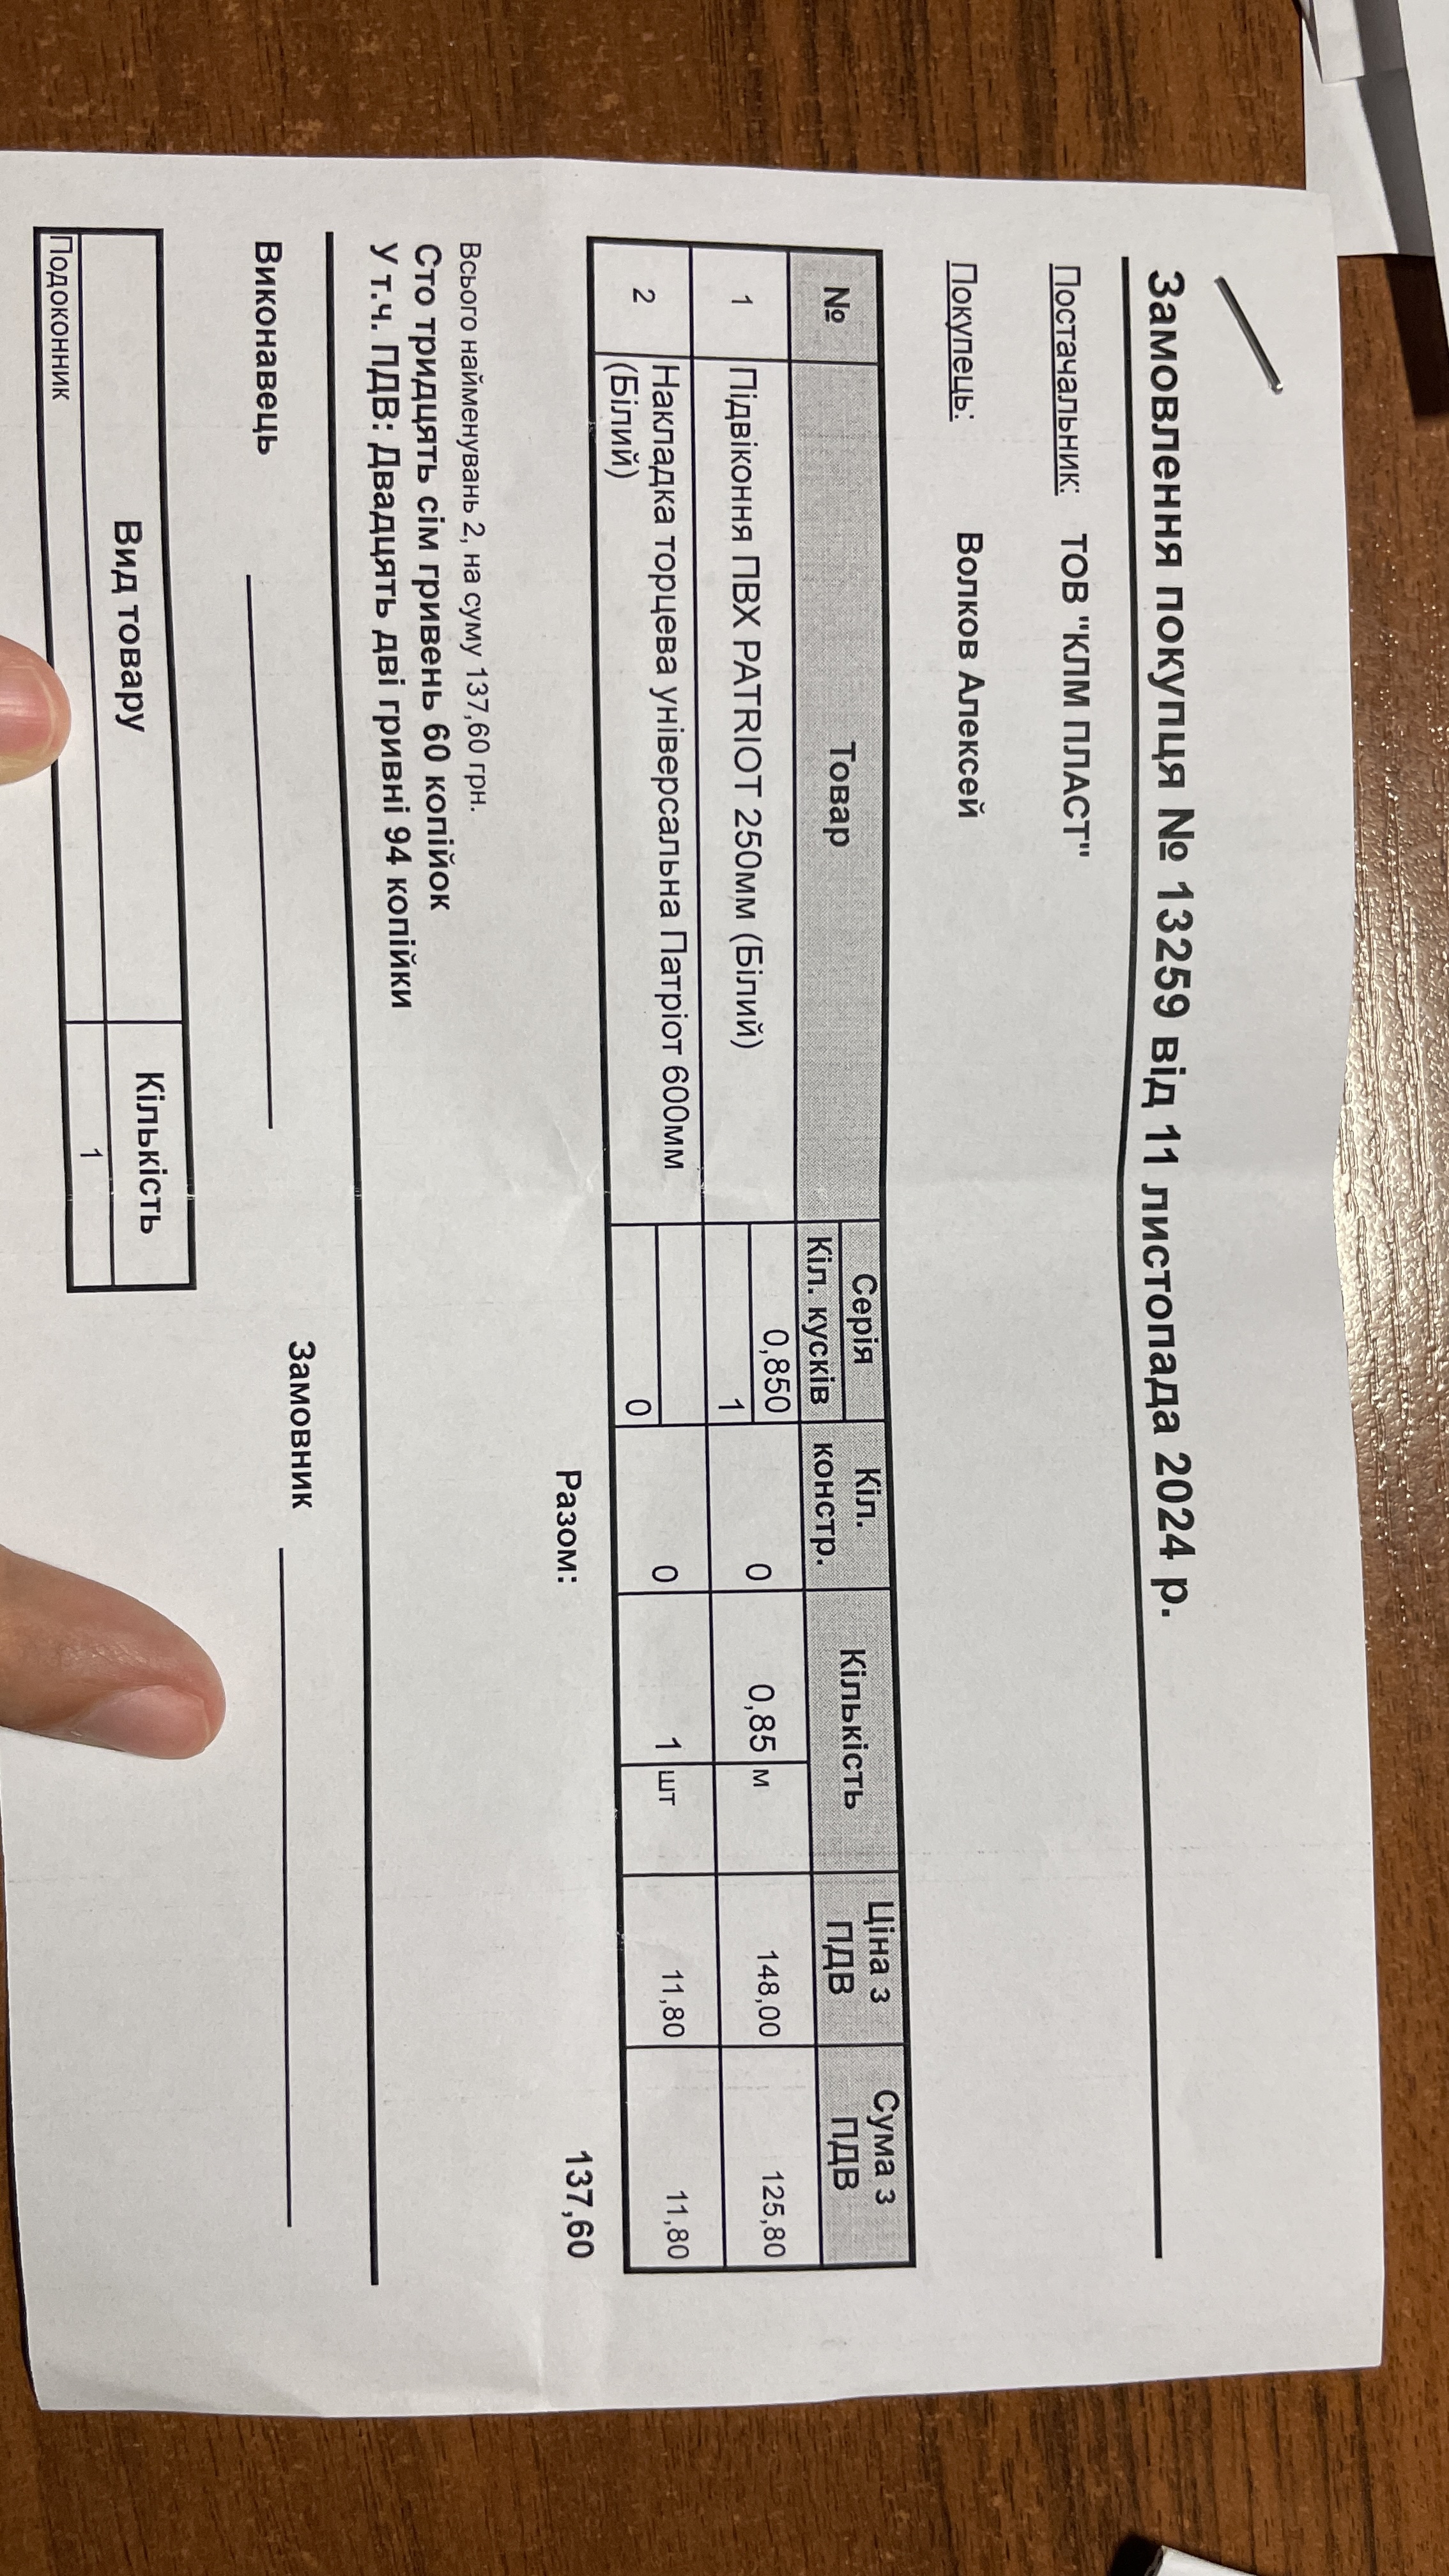 Замовлення покупця № 13259 від 11 листопада 2024 р.
Постачальник: ТОВ "КЛМ ПЛАСТ"
Покупець: Волков Алексей
№ Товар Серія Кіл. кусків Кіл. констр. Кількість Ціна з ПДВ Сума з ПДВ
1 Підвіконня ПВХ PATRIOT 250мм (Білий) 0,850 1 0 0,85 м 148,00 125,80
2 Накладка торцева універсальна Патріот 600мм (Білий) 0 0 1 шт 11,80 11,80
Разом: 137,60
Всього найменувань 2, на суму 137,60 грн.
Сто тридцять сім гривень 60 копійок
У т.ч. ПДВ: Двадцять дві гривні 94 копійки
Виконавець Замовник
Вид товару Кількість
Подоконник 1